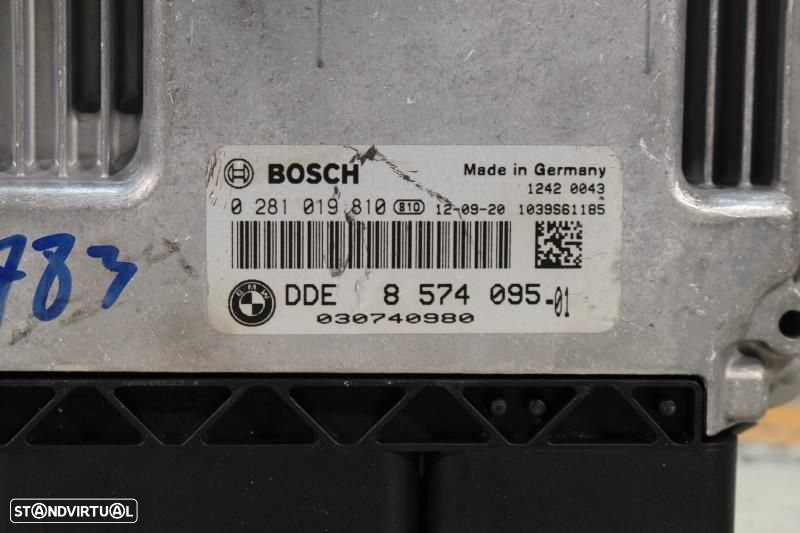 BOSCH Made in Germany
1242 0043
0 281 019 810 810 12-09-20 1039S61185
BMW DDE 8 574 095-01
030740980
783
STANDVIRTUAL